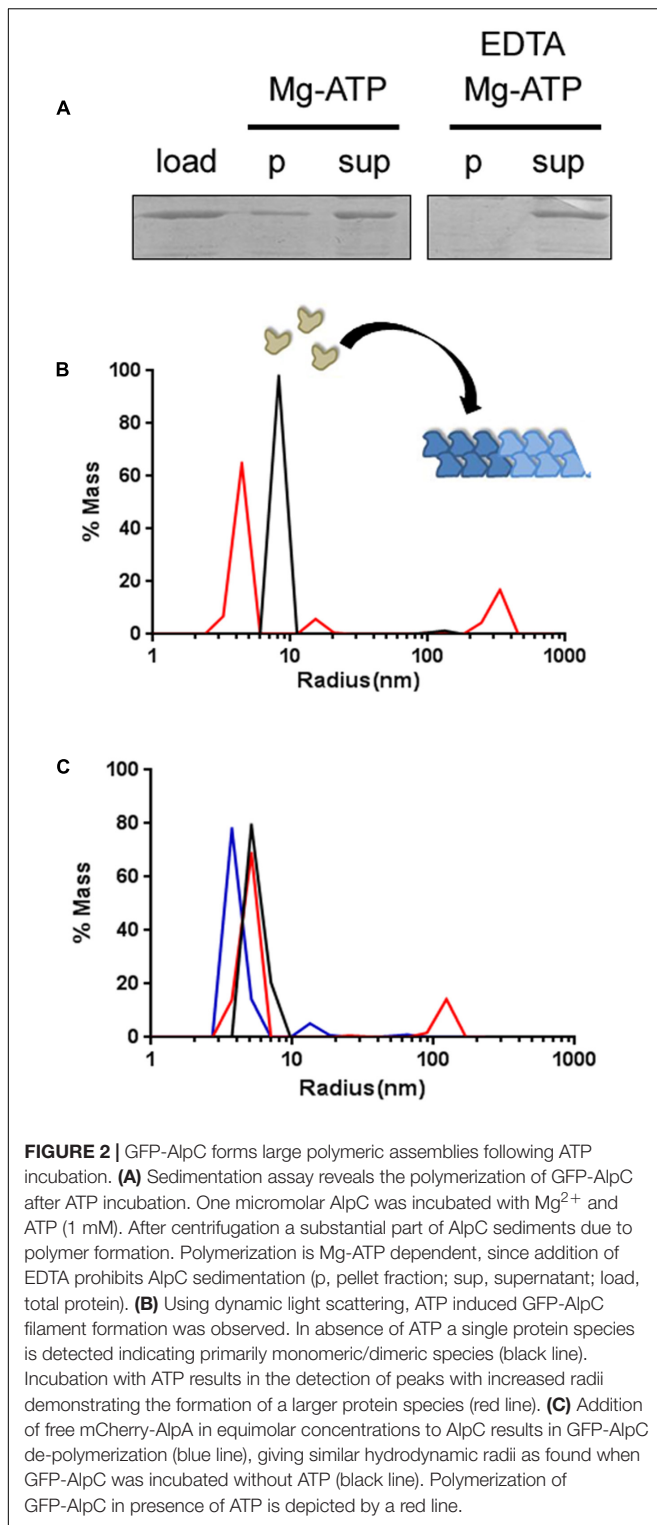 EDTA
Mg-ATP Mg-ATP
A
load p sup p sup
B
100
80
60
40
20
0
% Mass
1 10 100 1000
Radius(nm)
C
100
80
60
40
20
0
% Mass
1 10 100 1000
Radius(nm)
FIGURE 2 | GFP-AlpC forms large polymeric assemblies following ATP
incubation. (A) Sedimentation assay reveals the polymerization of GFP-AlpC
after ATP incubation. One micromolar AlpC was incubated with Mg²⁺ and
ATP (1 mM). After centrifugation a substantial part of AlpC sediments due to
polymer formation. Polymerization is Mg-ATP dependent, since addition of
EDTA prohibits AlpC sedimentation (p, pellet fraction; sup, supernatant; load,
total protein). (B) Using dynamic light scattering, ATP induced GFP-AlpC
filament formation was observed. In absence of ATP a single protein species
is detected indicating primarily monomeric/dimeric species (black line).
Incubation with ATP results in the detection of peaks with increased radii
demonstrating the formation of a larger protein species (red line). (C) Addition
of free mCherry-AlpA in equimolar concentrations to AlpC results in GFP-AlpC
de-polymerization (blue line), giving similar hydrodynamic radii as found when
GFP-AlpC was incubated without ATP (black line). Polymerization of
GFP-AlpC in presence of ATP is depicted by a red line.